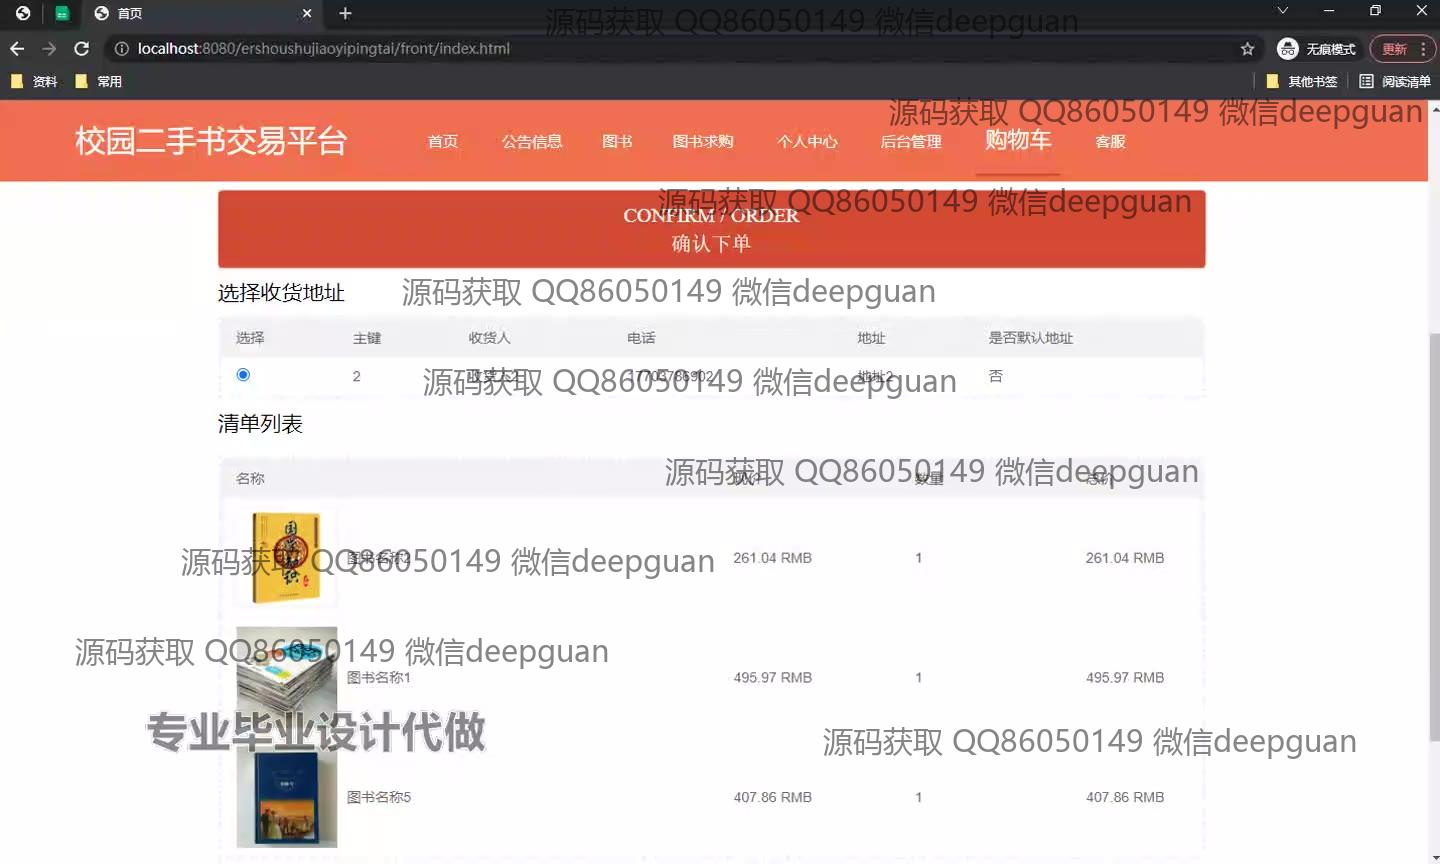 首页
源码获取 QQ86050149 微信deepguan
localhost:8080/ershoushujiaoyipingtai/front/index.html
无痕模式
更新
资料
常用
其他书签
阅读清单
源码获取 QQ86050149 微信deepguan
校园二手书交易平台
首页
公告信息
图书
图书求购
个人中心
后台管理
购物车
客服
源码获取 QQ86050149 微信deepguan
CONFIRM / ORDER
确认下单
选择收货地址
源码获取 QQ86050149 微信deepguan
选择 主键 收货人 电话 地址 是否默认地址
2 收货人2 17703786902 地址2 否
源码获取 QQ86050149 微信deepguan
清单列表
源码获取 QQ86050149 微信deepguan
名称 现价 数量 总价
国学知识
261.04 RMB 1 261.04 RMB
源码获取 QQ86050149 微信deepguan
源码获取 QQ86050149 微信deepguan
图书名称1 495.97 RMB 1 495.97 RMB
专业毕业设计代做
源码获取 QQ86050149 微信deepguan
图书名称5 407.86 RMB 1 407.86 RMB